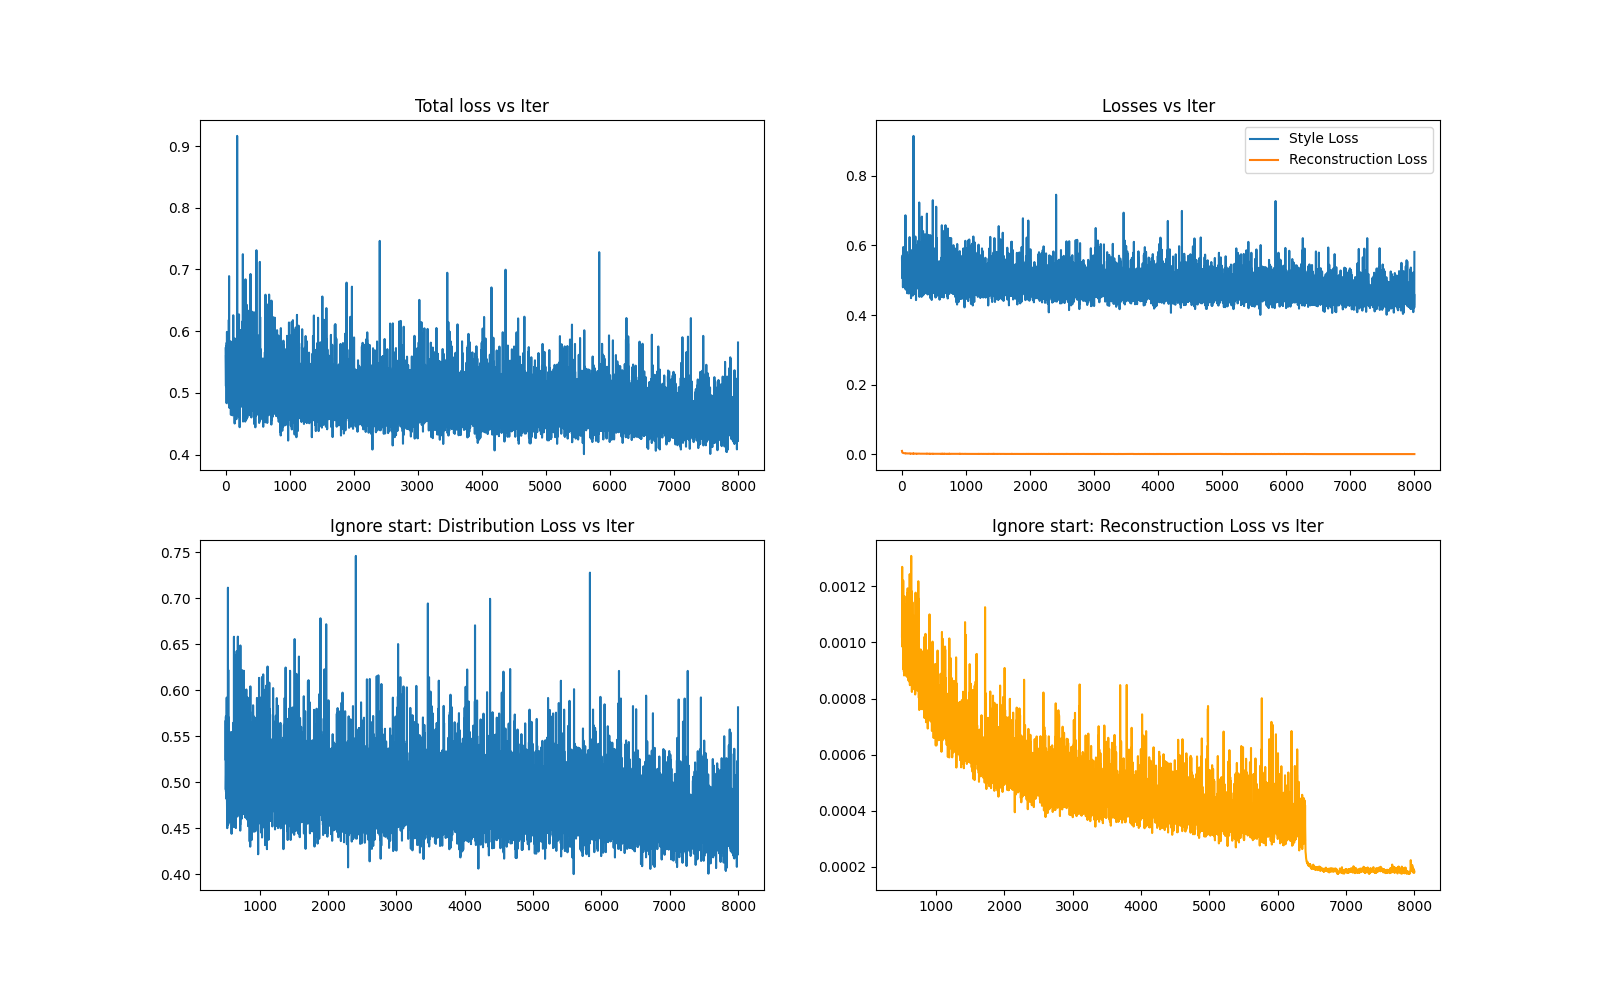 Total loss vs Iter
0.9
0.8
0.7
0.6
0.5
0.4
0 1000 2000 3000 4000 5000 6000 7000 8000
Losses vs Iter
Style Loss
Reconstruction Loss
0.8
0.6
0.4
0.2
0.0
0 1000 2000 3000 4000 5000 6000 7000 8000
Ignore start: Distribution Loss vs Iter
0.75
0.70
0.65
0.60
0.55
0.50
0.45
0.40
1000 2000 3000 4000 5000 6000 7000 8000
Ignore start: Reconstruction Loss vs Iter
0.0012
0.0010
0.0008
0.0006
0.0004
0.0002
1000 2000 3000 4000 5000 6000 7000 8000